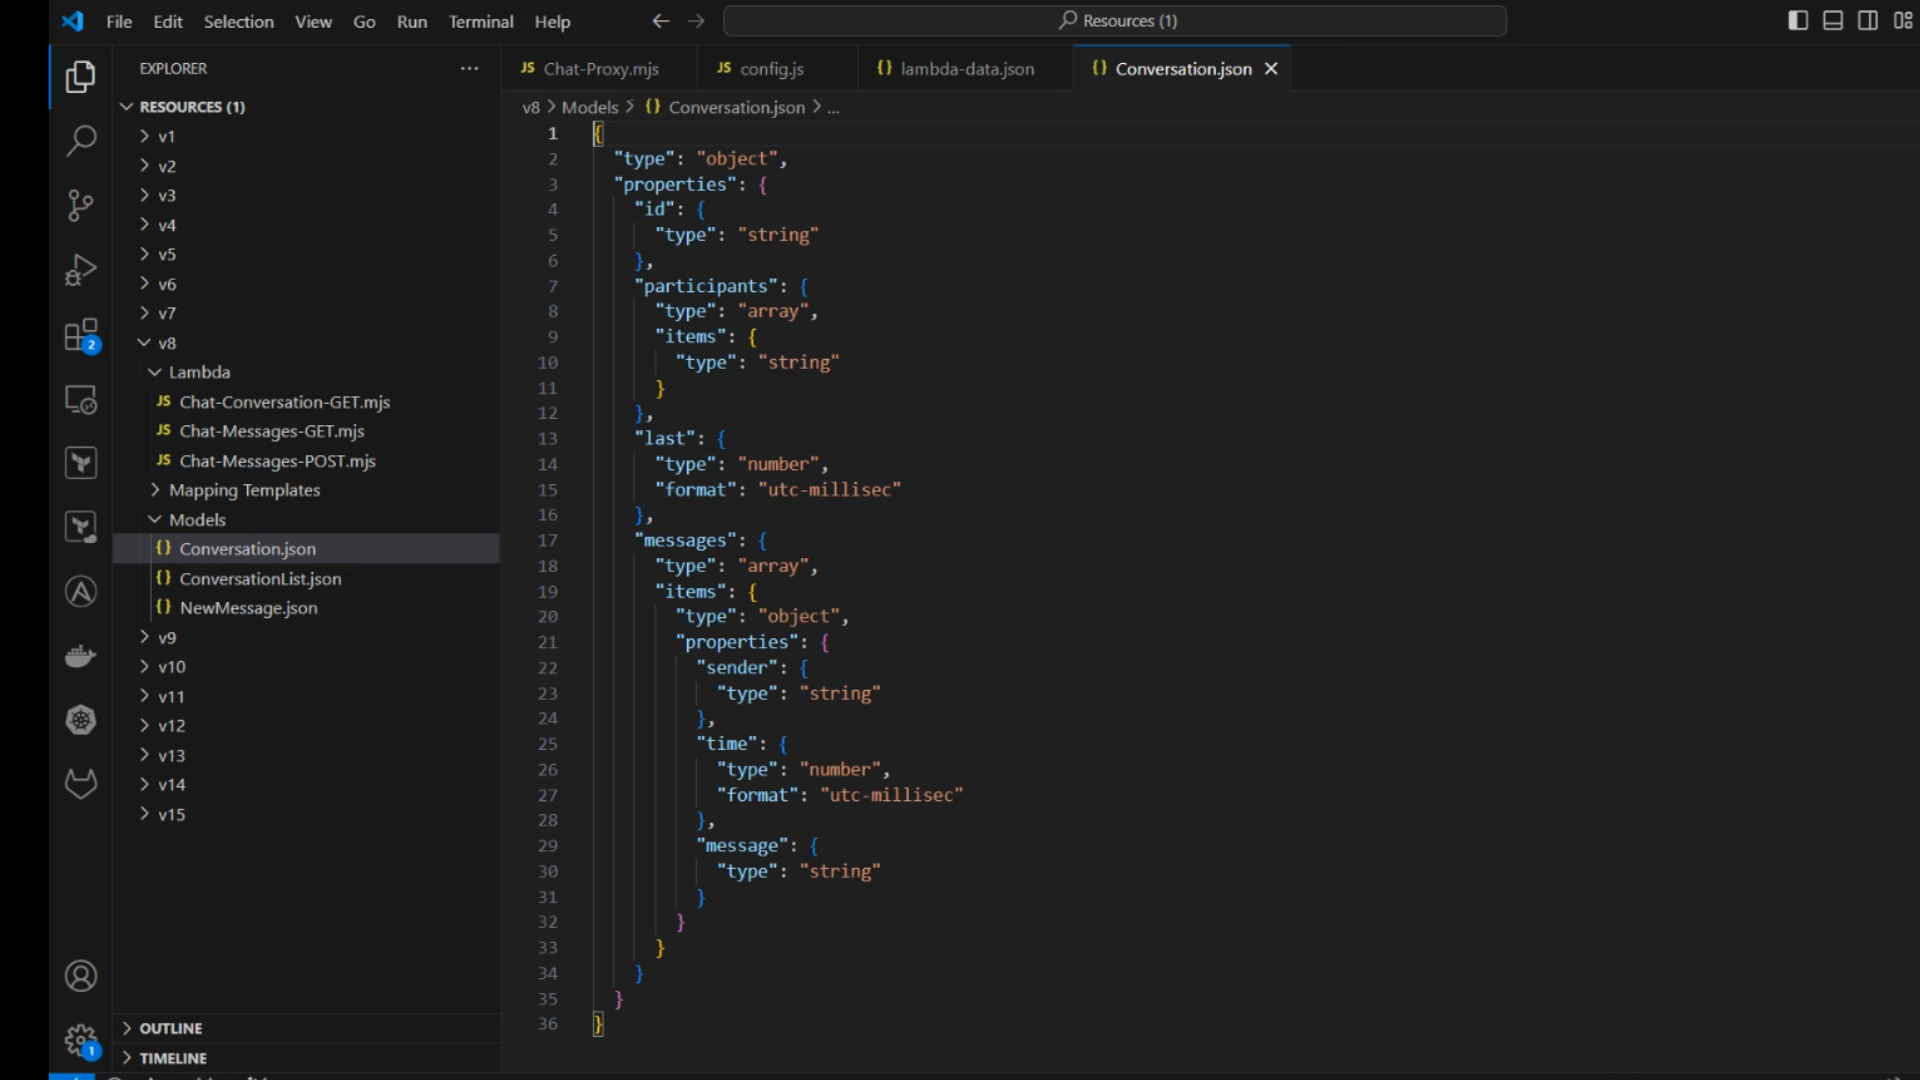 File Edit Selection View Go Run Terminal Help
Resources (1)
EXPLORER
RESOURCES (1)
v1
v2
v3
v4
v5
v6
v7
v8
Lambda
JS Chat-Conversation-GET.mjs
JS Chat-Messages-GET.mjs
JS Chat-Messages-POST.mjs
Mapping Templates
Models
{} Conversation.json
{} ConversationList.json
{} NewMessage.json
v9
v10
v11
v12
v13
v14
v15
OUTLINE
TIMELINE
2
1
JS Chat-Proxy.mjs
JS config.js
{} lambda-data.json
{} Conversation.json
v8 > Models > {} Conversation.json > ...
1 {
2 "type": "object",
3 "properties": {
4 "id": {
5 "type": "string"
6 },
7 "participants": {
8 "type": "array",
9 "items": {
10 "type": "string"
11 }
12 },
13 "last": {
14 "type": "number",
15 "format": "utc-millisec"
16 },
17 "messages": {
18 "type": "array",
19 "items": {
20 "type": "object",
21 "properties": {
22 "sender": {
23 "type": "string"
24 },
25 "time": {
26 "type": "number",
27 "format": "utc-millisec"
28 },
29 "message": {
30 "type": "string"
31 }
32 }
33 }
34 }
35 }
36 }